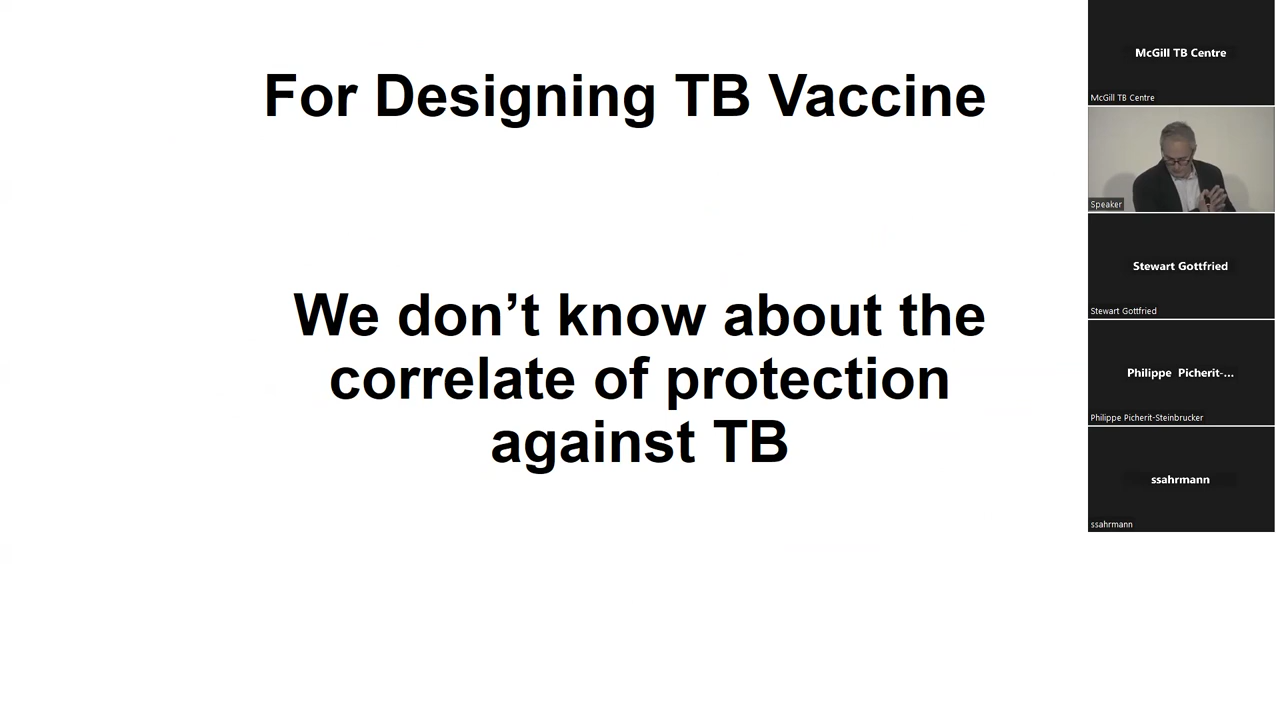 For Designing TB Vaccine
We don’t know about the
correlate of protection
against TB
McGill TB Centre
McGill TB Centre
Speaker
Stewart Gottfried
Stewart Gottfried
Philippe Picherit-...
Philippe Picherit-Steinbrucker
ssahrmann
ssahrmann